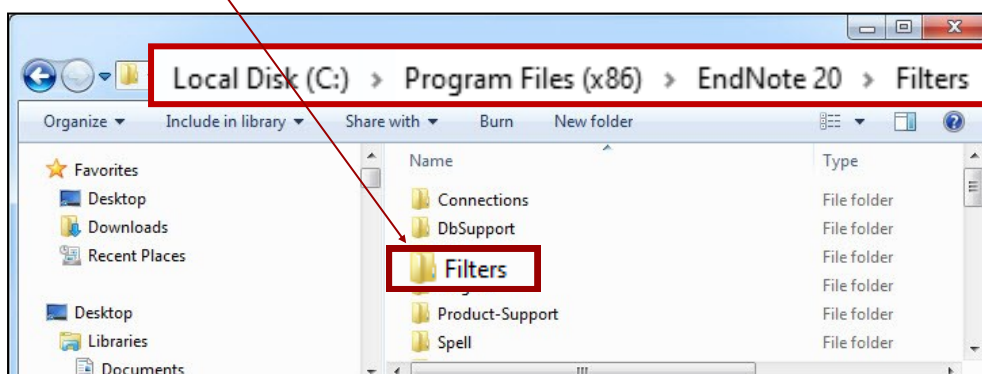 Local Disk (C:) > Program Files (x86) > EndNote 20 > Filters
Organize Include in library Share with Burn New folder
Favorites
Desktop
Downloads
Recent Places
Desktop
Libraries
Documents
Name Type
Connections File folder
DbSupport File folder
Filters File folder
File folder
Product-Support File folder
Spell File folder